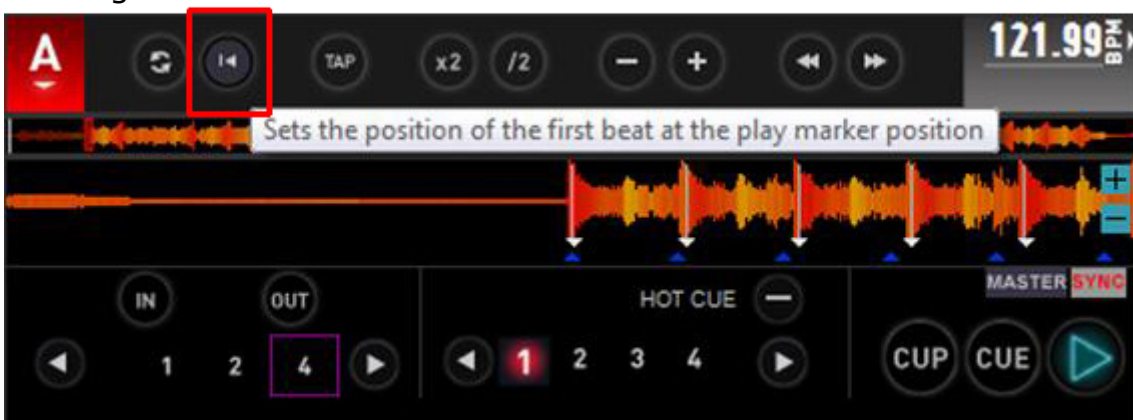 A TAP x2 /2 − + 121.99 BPM
Sets the position of the first beat at the play marker position
+
−
MASTER SYNC
IN OUT HOT CUE −
1 2 4 1 2 3 4 CUP CUE